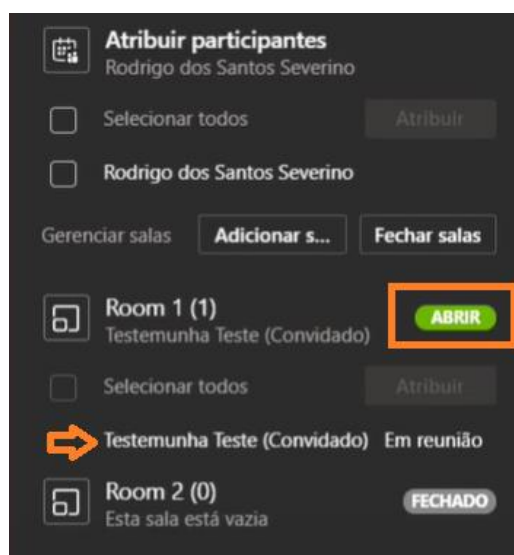 Atribuir participantes
Rodrigo dos Santos Severino
Selecionar todos Atribuir
Rodrigo dos Santos Severino
Gerenciar salas Adicionar s... Fechar salas
Room 1 (1) ABRIR
Testemunha Teste (Convidado)
Selecionar todos Atribuir
Testemunha Teste (Convidado) Em reunião
Room 2 (0) FECHADO
Esta sala está vazia